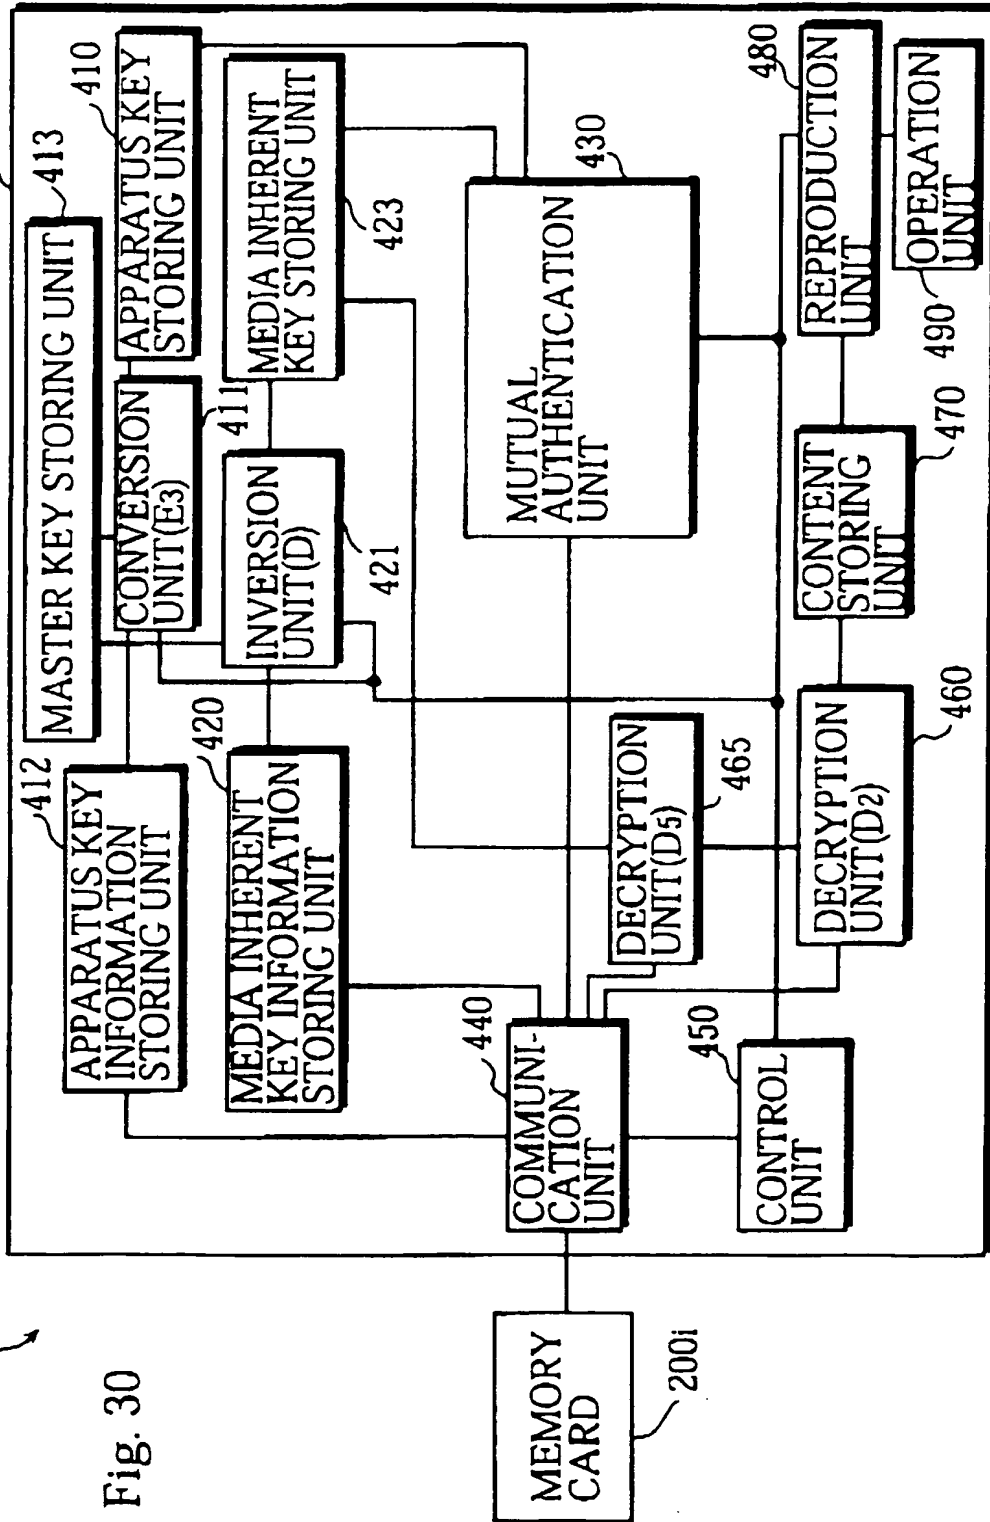 Fig. 30
MEMORY
CARD
200i
MASTER KEY STORING UNIT
413
APPARATUS KEY
INFORMATION
STORING UNIT
412
CONVERSION
UNIT(E3)
411
APPARATUS KEY
STORING UNIT
410
MEDIA INHERENT
KEY INFORMATION
STORING UNIT
420
INVERSION
UNIT(D)
421
MEDIA INHERENT
KEY STORING UNIT
423
COMMUNI-
CATION
UNIT
440
MUTUAL
AUTHENTICATION
UNIT
430
DECRYPTION
UNIT(D5)
465
CONTROL
UNIT
450
DECRYPTION
UNIT(D2)
460
CONTENT
STORING
UNIT
470
REPRODUCTION
UNIT
480
OPERATION
UNIT
490